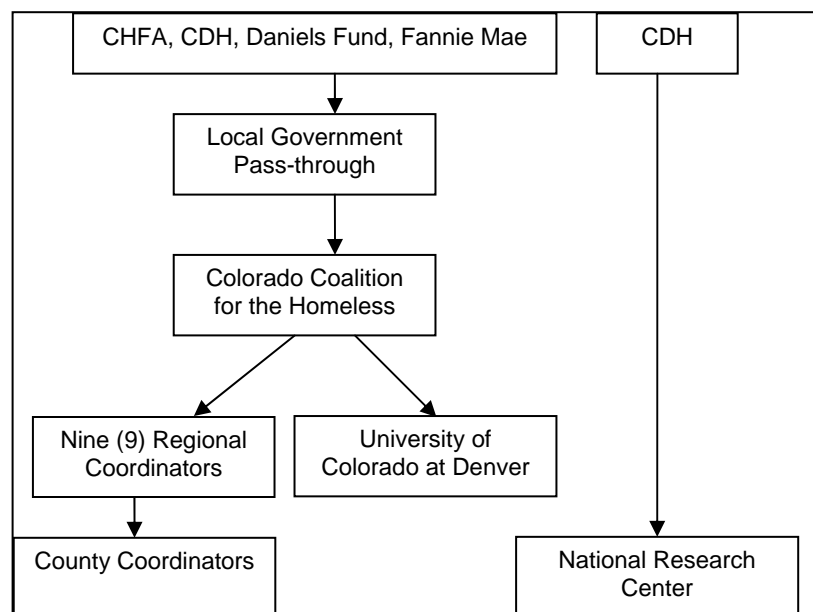 CHFA, CDH, Daniels Fund, Fannie Mae
CDH
Local Government
Pass-through
Colorado Coalition
for the Homeless
Nine (9) Regional
Coordinators
University of
Colorado at Denver
County Coordinators
National Research
Center